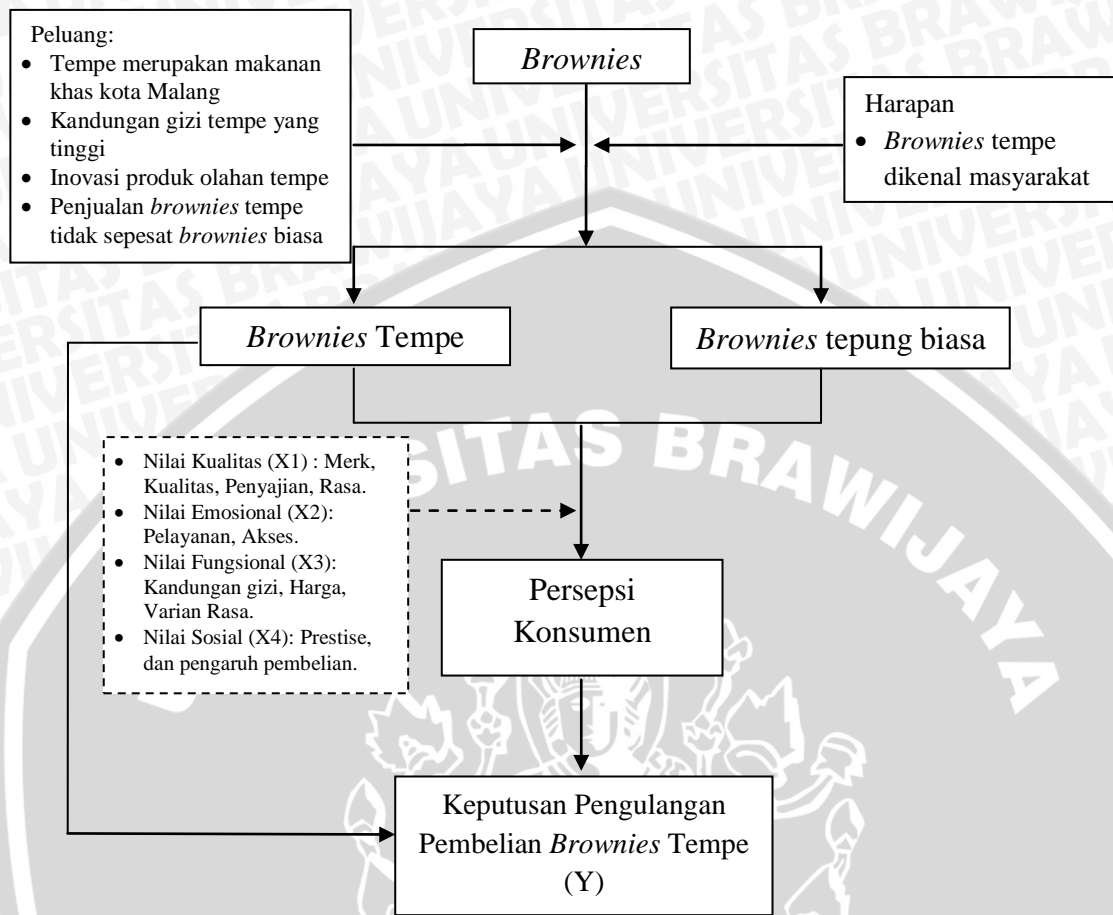 Peluang:
• Tempe merupakan makanan
khas kota Malang
• Kandungan gizi tempe yang
tinggi
• Inovasi produk olahan tempe
• Penjualan brownies tempe
tidak sepesat brownies biasa
Brownies
Harapan
• Brownies tempe
dikenal masyarakat
Brownies Tempe
Brownies tepung biasa
• Nilai Kualitas (X1) : Merk,
Kualitas, Penyajian, Rasa.
• Nilai Emosional (X2):
Pelayanan, Akses.
• Nilai Fungsional (X3):
Kandungan gizi, Harga,
Varian Rasa.
• Nilai Sosial (X4): Prestise,
dan pengaruh pembelian.
Persepsi
Konsumen
Keputusan Pengulangan
Pembelian Brownies Tempe
(Y)
SITAS BRAWIJAYA